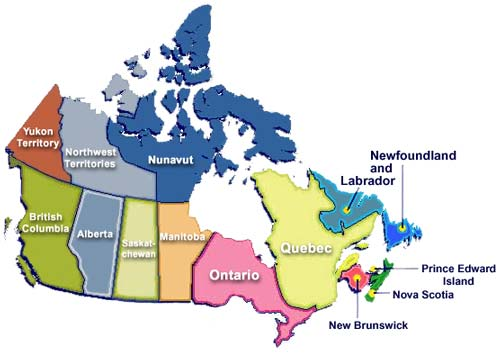 Yukon
Territory
Northwest
Territories
Nunavut
British
Columbia
Alberta
Saskat-
chewan
Manitoba
Ontario
Quebec
Newfoundland
and
Labrador
Prince Edward
Island
Nova Scotia
New Brunswick